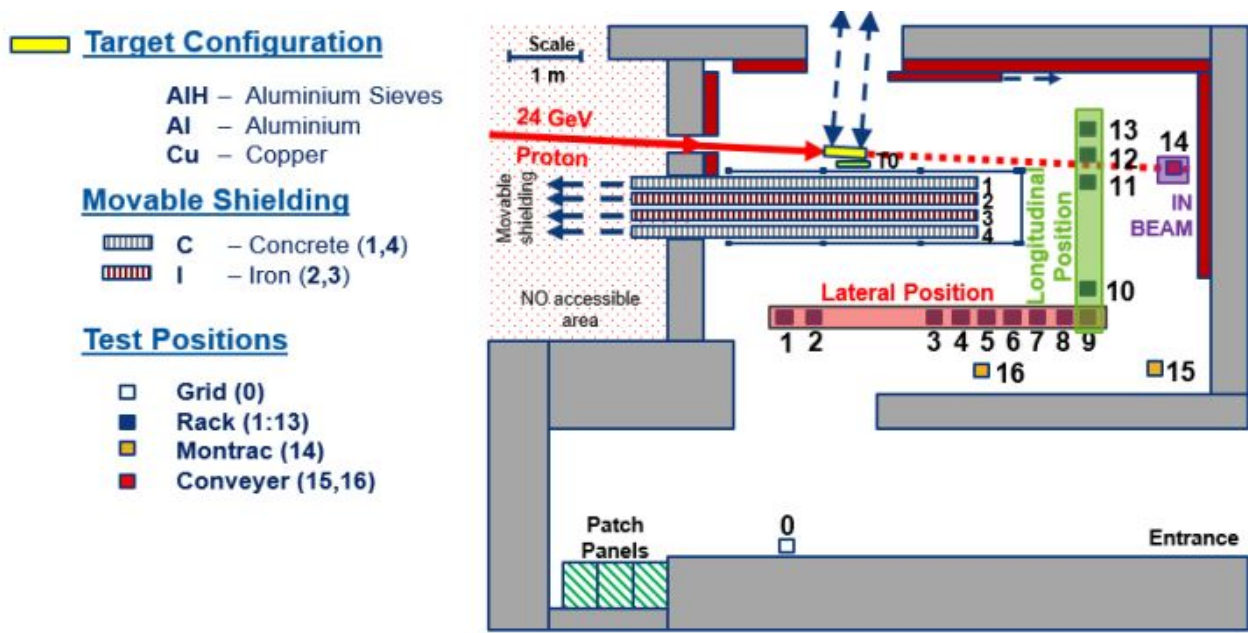 Target Configuration
AlH – Aluminium Sieves
Al – Aluminium
Cu – Copper
Movable Shielding
C – Concrete (1,4)
I – Iron (2,3)
Test Positions
Grid (0)
Rack (1:13)
Montrac (14)
Conveyer (15,16)
Scale
1 m
24 GeV
Proton
T0
Movable
shielding
1
2
3
4
NO accessible
area
Longitudinal
Position
13
12
11
10
14
IN
BEAM
Lateral Position
1 2 3 4 5 6 7 8 9
16
15
0
Patch
Panels
Entrance